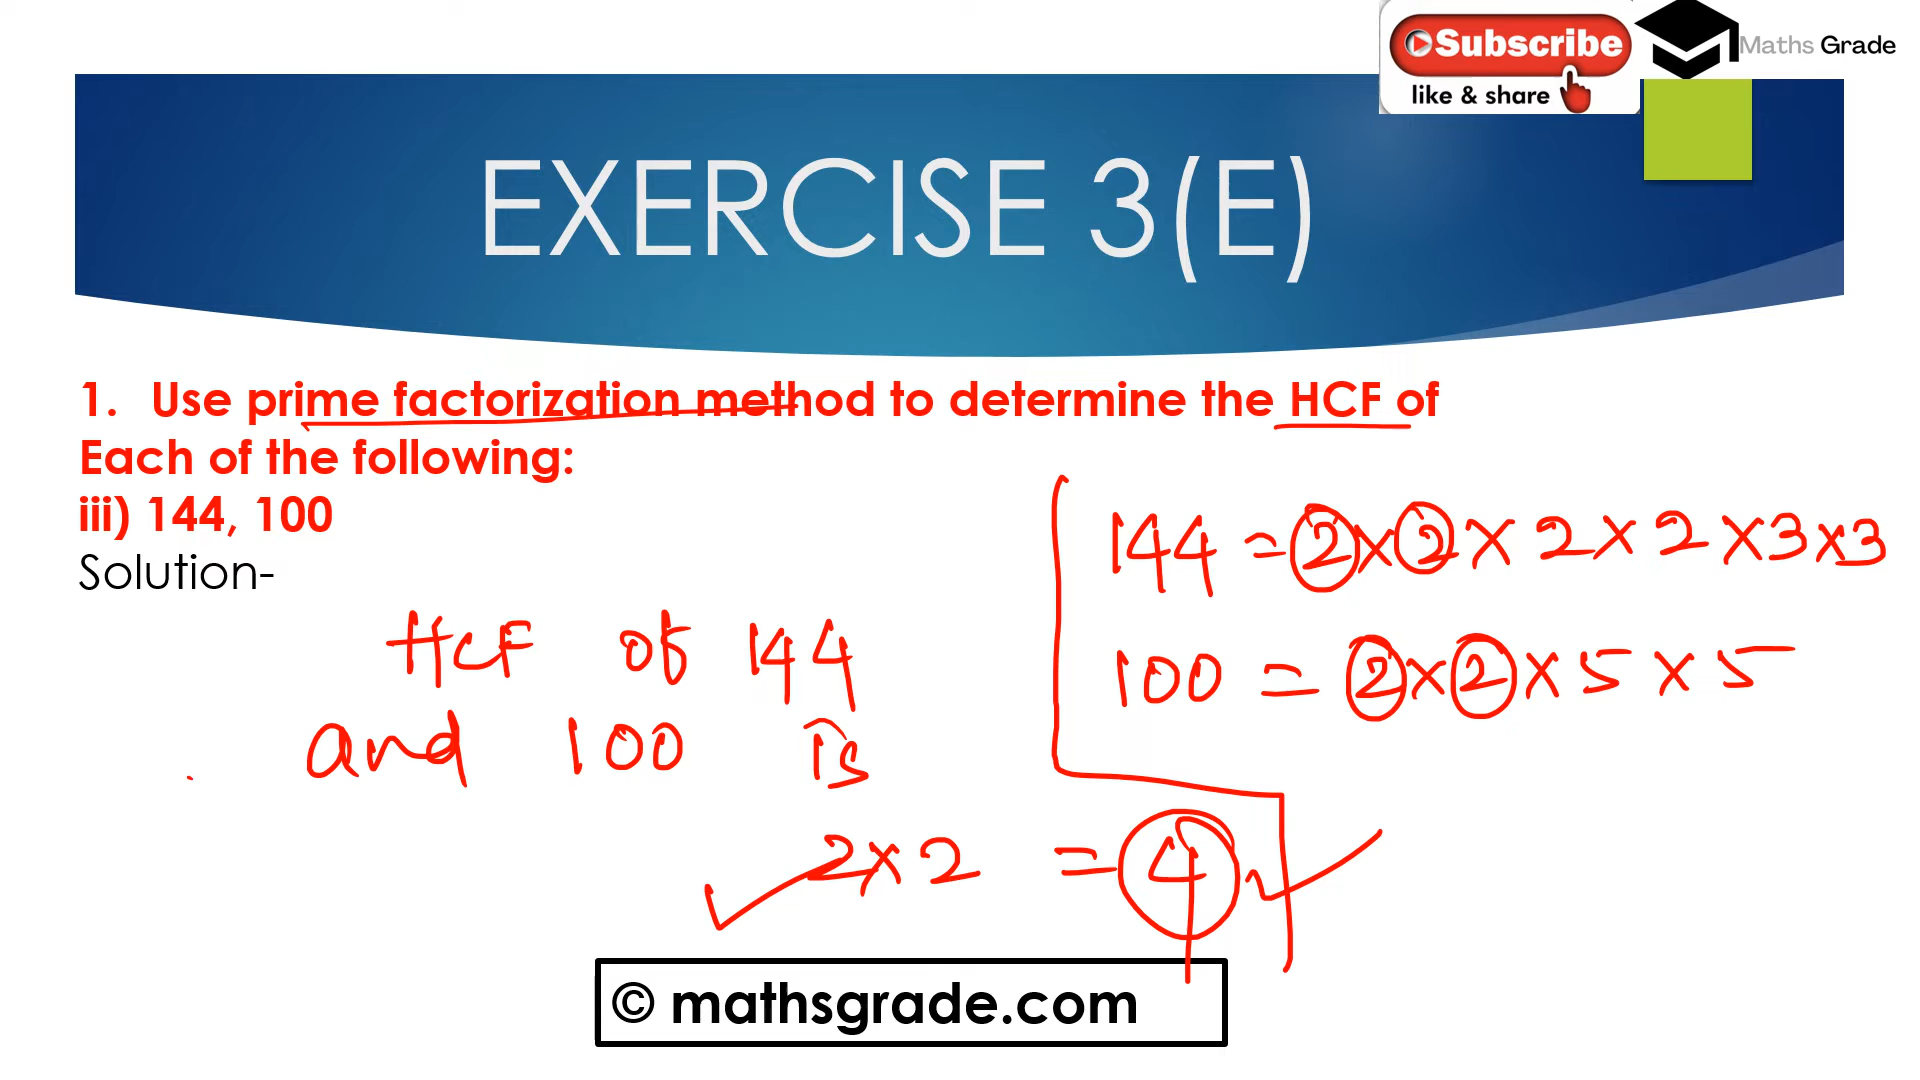 Subscribe
like & share
Maths Grade
EXERCISE 3(E)
1. Use prime factorization method to determine the HCF of
Each of the following:
iii) 144, 100
Solution-
144 = 2 × 2 × 2 × 2 × 3 × 3
100 = 2 × 2 × 5 × 5
HCF of 144
and 100 is
2 × 2 = 4
© mathsgrade.com